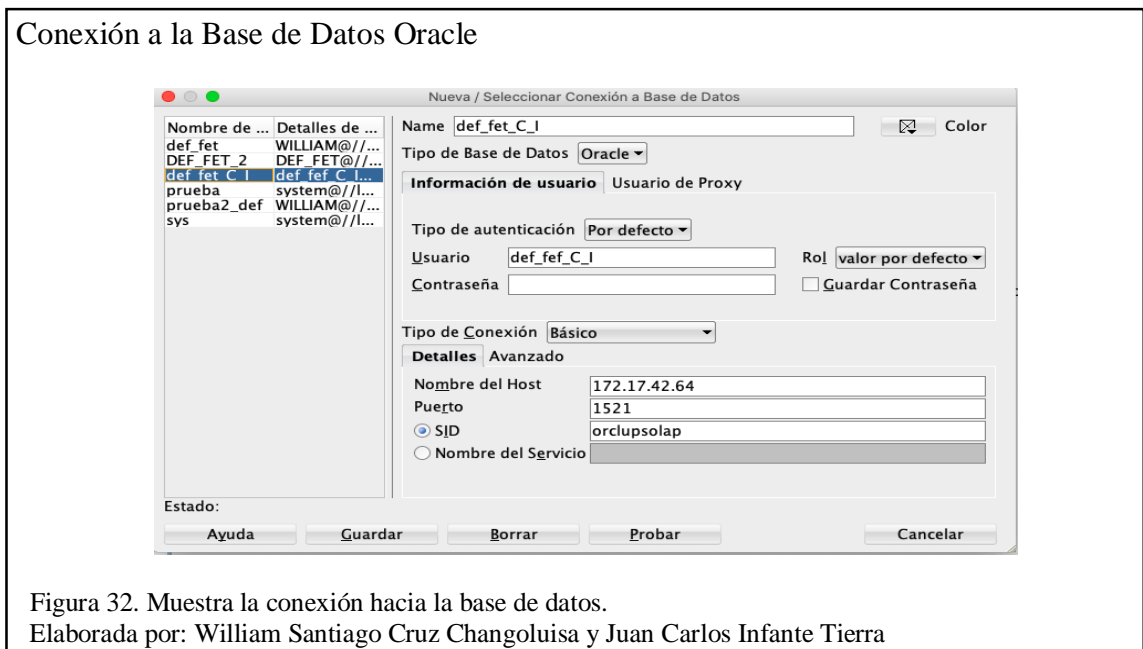 Conexión a la Base de Datos Oracle
Nueva / Seleccionar Conexión a Base de Datos
Nombre de ... Detalles de ...
def_fet WILLIAM@//...
DEF_FET_2 DEF_FET@//...
def_fet_C_I def_fef_C_I...
prueba system@//l...
prueba2_def WILLIAM@//...
sys system@//l...
Name def_fet_C_I Color
Tipo de Base de Datos Oracle
Información de usuario Usuario de Proxy
Tipo de autenticación Por defecto
Usuario def_fef_C_I Rol valor por defecto
Contraseña Guardar Contraseña
Tipo de Conexión Básico
Detalles Avanzado
Nombre del Host 172.17.42.64
Puerto 1521
SID orclupsolap
Nombre del Servicio
Estado:
Ayuda Guardar Borrar Probar Cancelar
Figura 32. Muestra la conexión hacia la base de datos.
Elaborada por: William Santiago Cruz Changoluisa y Juan Carlos Infante Tierra